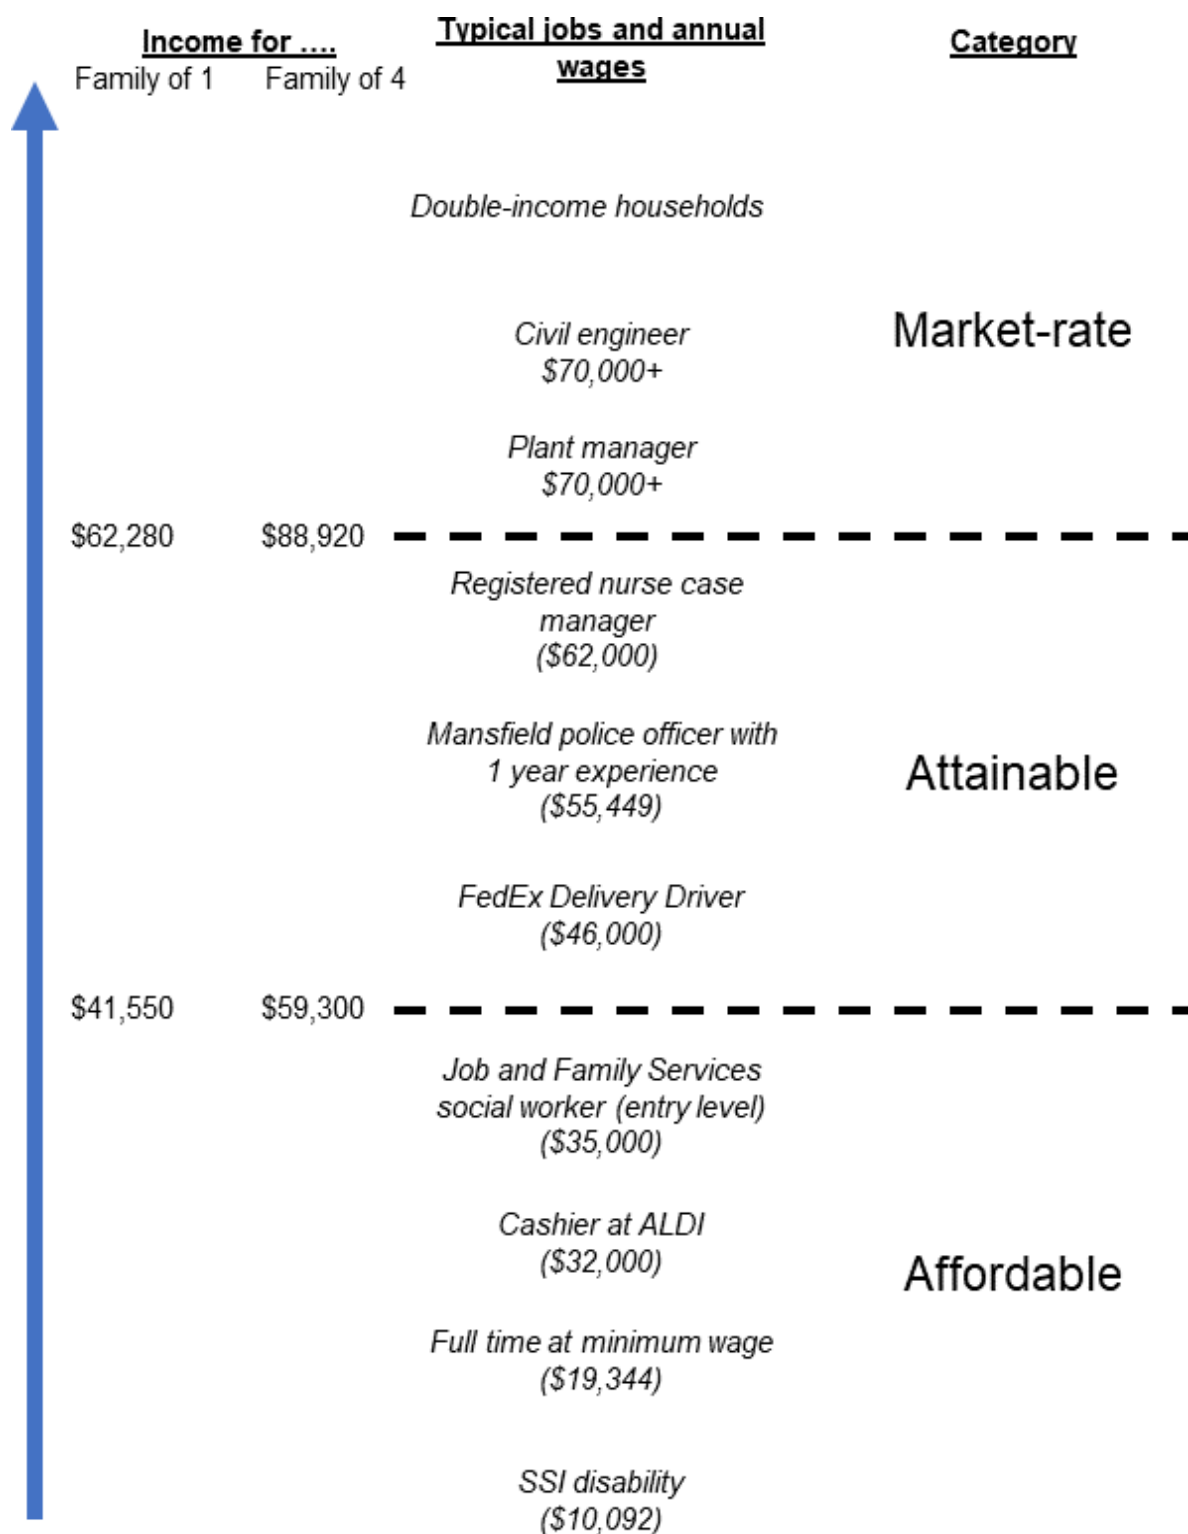 Income for ....
Typical jobs and annual
wages
Category
Family of 1
Family of 4
Double-income households
Civil engineer
$70,000+
Market-rate
Plant manager
$70,000+
$62,280
$88,920
Registered nurse case
manager
($62,000)
Mansfield police officer with
1 year experience
($55,449)
Attainable
FedEx Delivery Driver
($46,000)
$41,550
$59,300
Job and Family Services
social worker (entry level)
($35,000)
Cashier at ALDI
($32,000)
Affordable
Full time at minimum wage
($19,344)
SSI disability
($10,092)